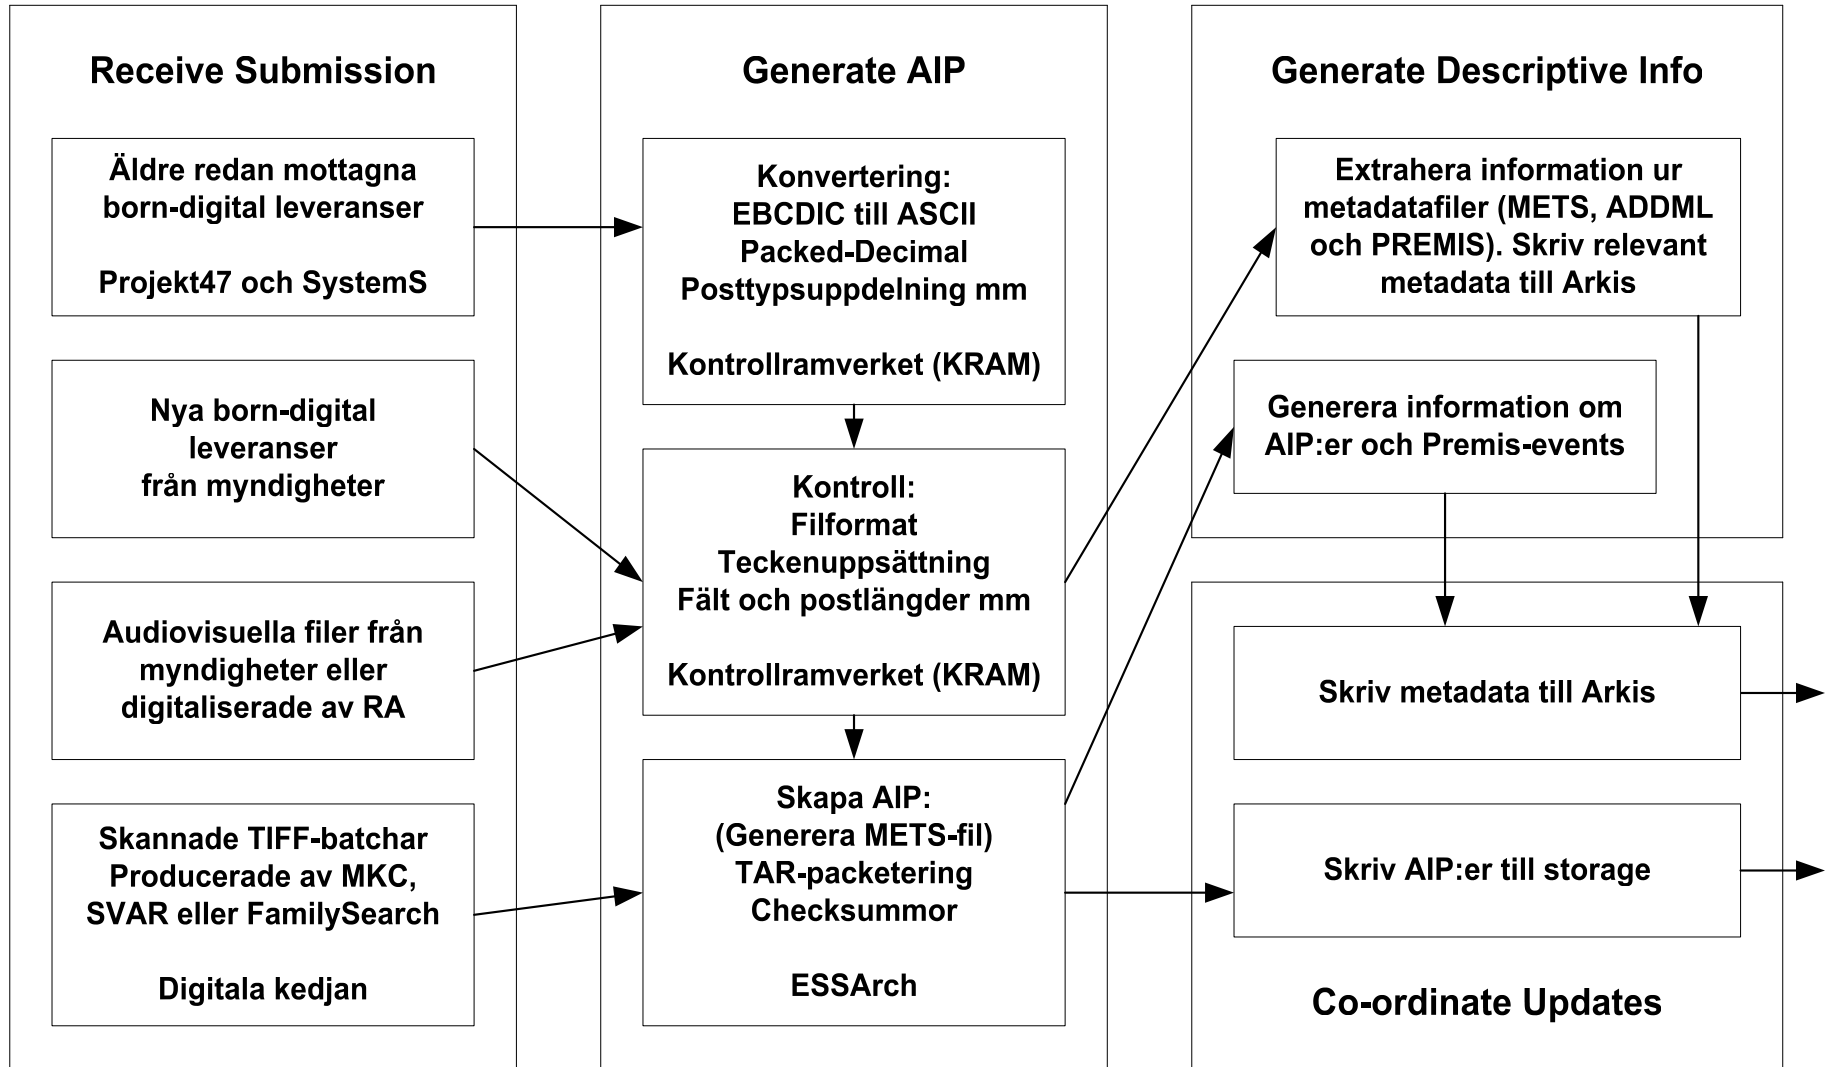 Receive Submission
Äldre redan mottagna
born-digital leveranser
Projekt47 och SystemS
Nya born-digital
leveranser
från myndigheter
Audiovisuella filer från
myndigheter eller
digitaliserade av RA
Skannade TIFF-batchar
Producerade av MKC,
SVAR eller FamilySearch
Digitala kedjan
Generate AIP
Konvertering:
EBCDIC till ASCII
Packed-Decimal
Posttypsuppdelning mm
Kontrollramverket (KRAM)
Kontroll:
Filformat
Teckenuppsättning
Fält och postlängder mm
Kontrollramverket (KRAM)
Skapa AIP:
(Generera METS-fil)
TAR-packetering
Checksummor
ESSArch
Generate Descriptive Info
Extrahera information ur
metadatafiler (METS, ADDML
och PREMIS). Skriv relevant
metadata till Arkis
Generera information om
AIP:er och Premis-events
Skriv metadata till Arkis
Skriv AIP:er till storage
Co-ordinate Updates